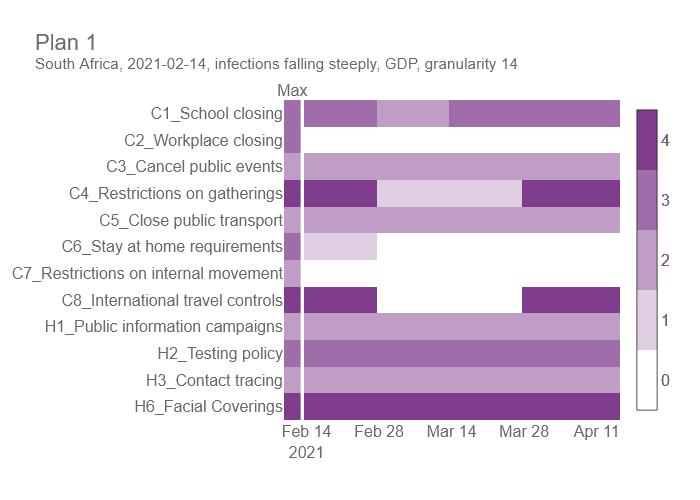 Plan 1
South Africa, 2021-02-14, infections falling steeply, GDP, granularity 14
Max
C1_School closing
C2_Workplace closing
C3_Cancel public events
C4_Restrictions on gatherings
C5_Close public transport
C6_Stay at home requirements
C7_Restrictions on internal movement
C8_International travel controls
H1_Public information campaigns
H2_Testing policy
H3_Contact tracing
H6_Facial Coverings
Feb 14 Feb 28 Mar 14 Mar 28 Apr 11
2021
4
3
2
1
0